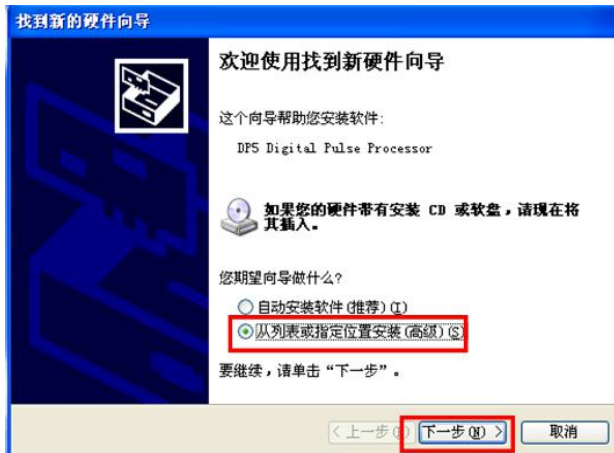 找到新的硬件向导
欢迎使用找到新硬件向导
这个向导帮助您安装软件:
DP5 Digital Pulse Processor
如果您的硬件带有安装 CD 或软盘,请现在将
其插入。
您期望向导做什么?
自动安装软件(推荐)(I)
从列表或指定位置安装(高级)(S)
要继续,请单击“下一步”。
< 上一步(
下一步(N) >
取消